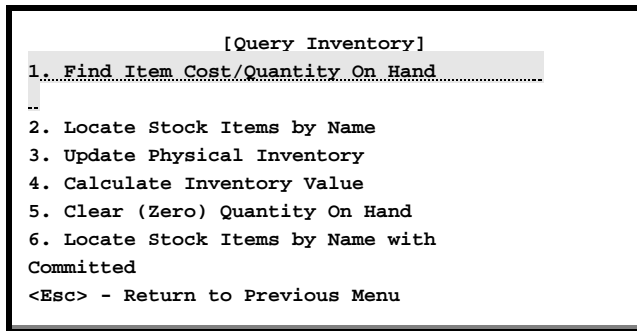 [Query Inventory]
1. Find Item Cost/Quantity On Hand
2. Locate Stock Items by Name
3. Update Physical Inventory
4. Calculate Inventory Value
5. Clear (Zero) Quantity On Hand
6. Locate Stock Items by Name with
Committed
<Esc> - Return to Previous Menu